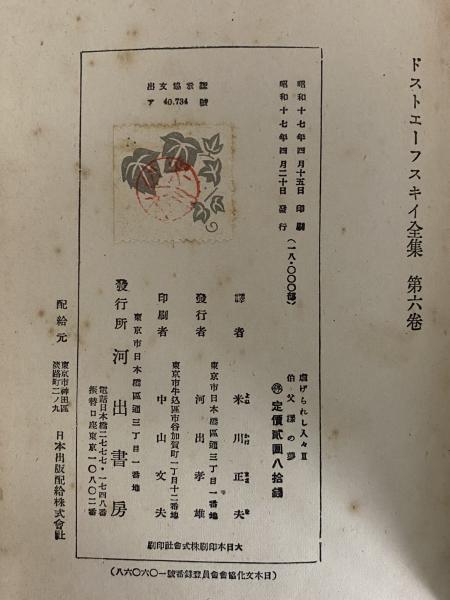 ドストエーフスキイ全集 第六巻
昭和十七年四月十五日 印刷
昭和十七年四月二十日 發行
(一八・〇〇〇部)
虐げられし人々Ⅱ
伯父樣の夢
定價貳圓八拾錢
譯者 米川正夫
東京市日本橋區通三丁目一番地
發行者 河出孝雄
東京市牛込區市谷加賀町一丁目十二番地
印刷者 中山文夫
東京市日本橋區通三丁目一番地
發行所 河出書房
電話日本橋二七七七・一七四八番
振替口座東京一〇八〇二番
出文協承認
ア 40.734 號
大日本印刷株式會社印刷
配給元
東京市神田區
淡路町二ノ九
日本出版配給株式會社
(日本文化協會會員登錄番號一〇六〇六八)